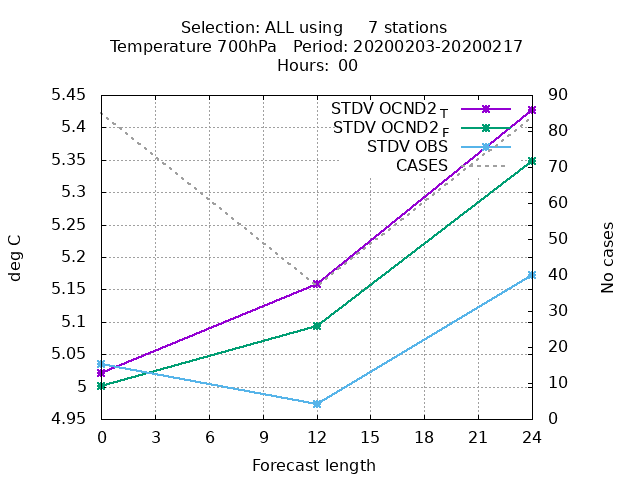 Selection: ALL using     7 stations
Temperature 700hPa   Period: 20200203-20200217
Hours:  00
STDV OCND2 T
STDV OCND2 F
STDV OBS
CASES
5.45
5.4
5.35
5.3
5.25
5.2
5.15
5.1
5.05
5
4.95
deg C
90
80
70
60
50
40
30
20
10
0
No cases
0 3 6 9 12 15 18 21 24
Forecast length